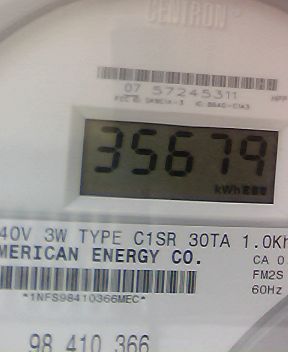 CENTRON
07 57245311
35679
kWh
40V 3W TYPE C1SR 30TA 1.0Kh
MERICAN ENERGY CO.
CA 0
FM2S
60Hz
*1NFS98410366MEC*
98 410 366